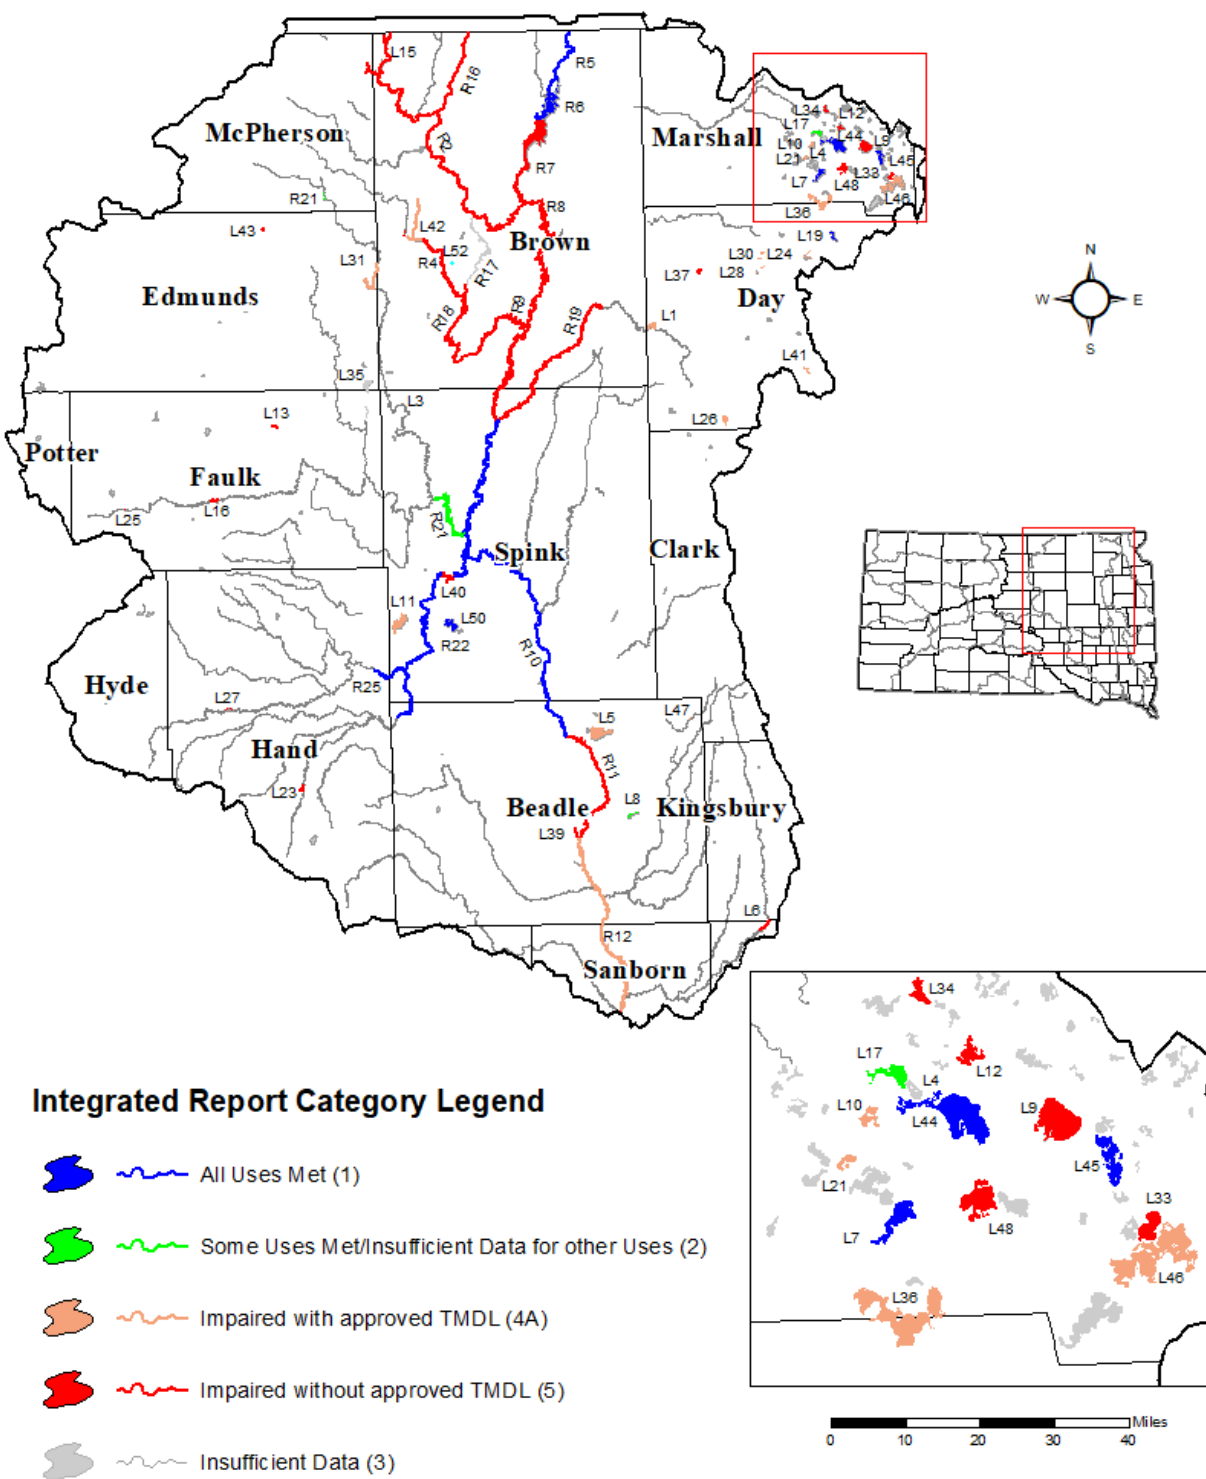 L15
R16
R5
R6
McPherson
R2
R7
Marshall
L34
L12
L17
L44
L9
L10
L4
L21
L45
L33
L7
L48
L46
L36
R21
R8
L43
L42
Brown
L52
R4
R17
L31
L19
L30
L24
L37
L28
Day
Edmunds
R18
R9
R19
L1
N
W
E
S
L35
L3
L41
L13
L26
Potter
Faulk
L25
L16
R21
Spink
Clark
L40
L11
L50
R22
R10
Hyde
R25
L27
L47
L5
Hand
R11
L23
Beadle
L8
Kingsbury
L39
L6
R12
Sanborn
L34
L17
L12
L4
L10
L9
L44
L45
L21
L33
L7
L48
L46
L36
Integrated Report Category Legend
All Uses Met (1)
Some Uses Met/Insufficient Data for other Uses (2)
Impaired with approved TMDL (4A)
Impaired without approved TMDL (5)
Insufficient Data (3)
Miles
0 10 20 30 40